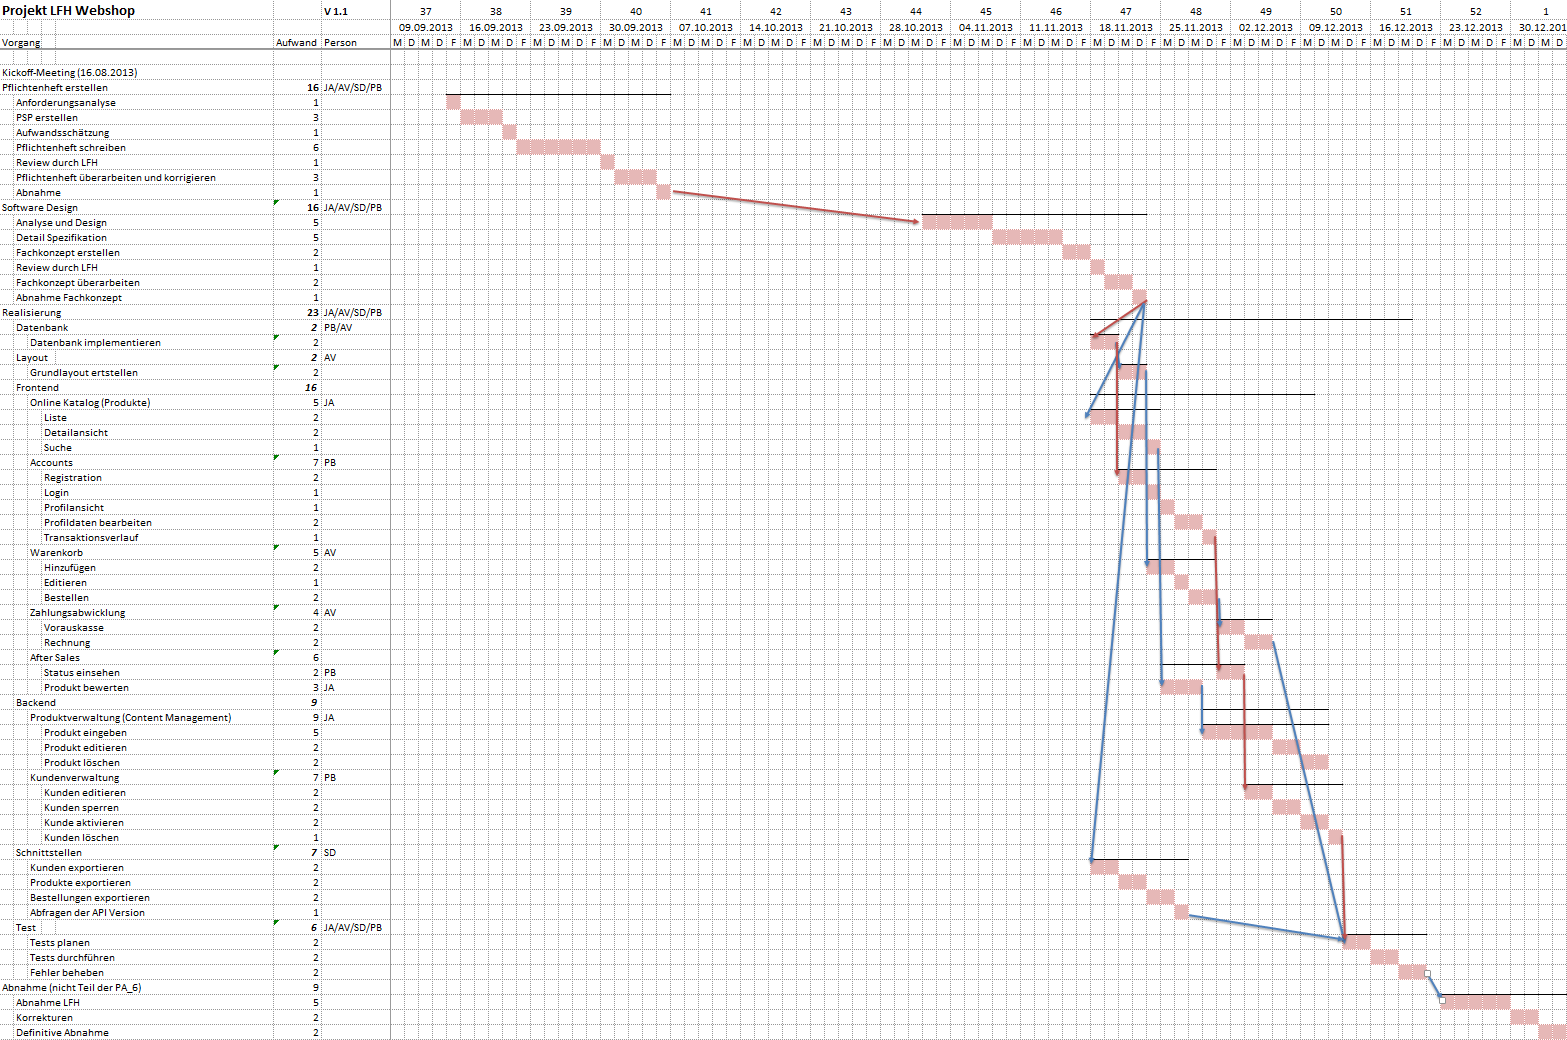 Projekt LFH Webshop V 1.1 37 38 39 40 41 42 43 44 45 46 47 48 49 50 51 52 1
09.09.2013 16.09.2013 23.09.2013 30.09.2013 07.10.2013 14.10.2013 21.10.2013 28.10.2013 04.11.2013 11.11.2013 18.11.2013 25.11.2013 02.12.2013 09.12.2013 16.12.2013 23.12.2013 30.12.201
Vorgang Aufwand Person M D M D F M D M D F M D M D F M D M D F M D M D F M D M D F M D M D F M D M D F M D M D F M D M D F M D M D F M D M D F M D M D F M D M D F M D M D F M D M D F M D
Kickoff-Meeting (16.08.2013)
Pflichtenheft erstellen 16 JA/AV/SD/PB
Anforderungsanalyse 1
PSP erstellen 3
Aufwandsschätzung 1
Pflichtenheft schreiben 6
Review durch LFH 1
Pflichtenheft überarbeiten und korrigieren 3
Abnahme 1
Software Design 16 JA/AV/SD/PB
Analyse und Design 5
Detail Spezifikation 5
Fachkonzept erstellen 2
Review durch LFH 1
Fachkonzept überarbeiten 2
Abnahme Fachkonzept 1
Realisierung 23 JA/AV/SD/PB
Datenbank 2 PB/AV
Datenbank implementieren 2
Layout 2 AV
Grundlayout ertstellen 2
Frontend 16
Online Katalog (Produkte) 5 JA
Liste 2
Detailansicht 2
Suche 1
Accounts 7 PB
Registration 2
Login 1
Profilansicht 1
Profildaten bearbeiten 2
Transaktionsverlauf 1
Warenkorb 5 AV
Hinzufügen 2
Editieren 1
Bestellen 2
Zahlungsabwicklung 4 AV
Vorauskasse 2
Rechnung 2
After Sales 6
Status einsehen 2 PB
Produkt bewerten 3 JA
Backend 9
Produktverwaltung (Content Management) 9 JA
Produkt eingeben 5
Produkt editieren 2
Produkt löschen 2
Kundenverwaltung 7 PB
Kunden editieren 2
Kunden sperren 2
Kunde aktivieren 2
Kunden löschen 1
Schnittstellen 7 SD
Kunden exportieren 2
Produkte exportieren 2
Bestellungen exportieren 2
Abfragen der API Version 1
Test 6 JA/AV/SD/PB
Tests planen 2
Tests durchführen 2
Fehler beheben 2
Abnahme (nicht Teil der PA_6) 9
Abnahme LFH 5
Korrekturen 2
Definitive Abnahme 2